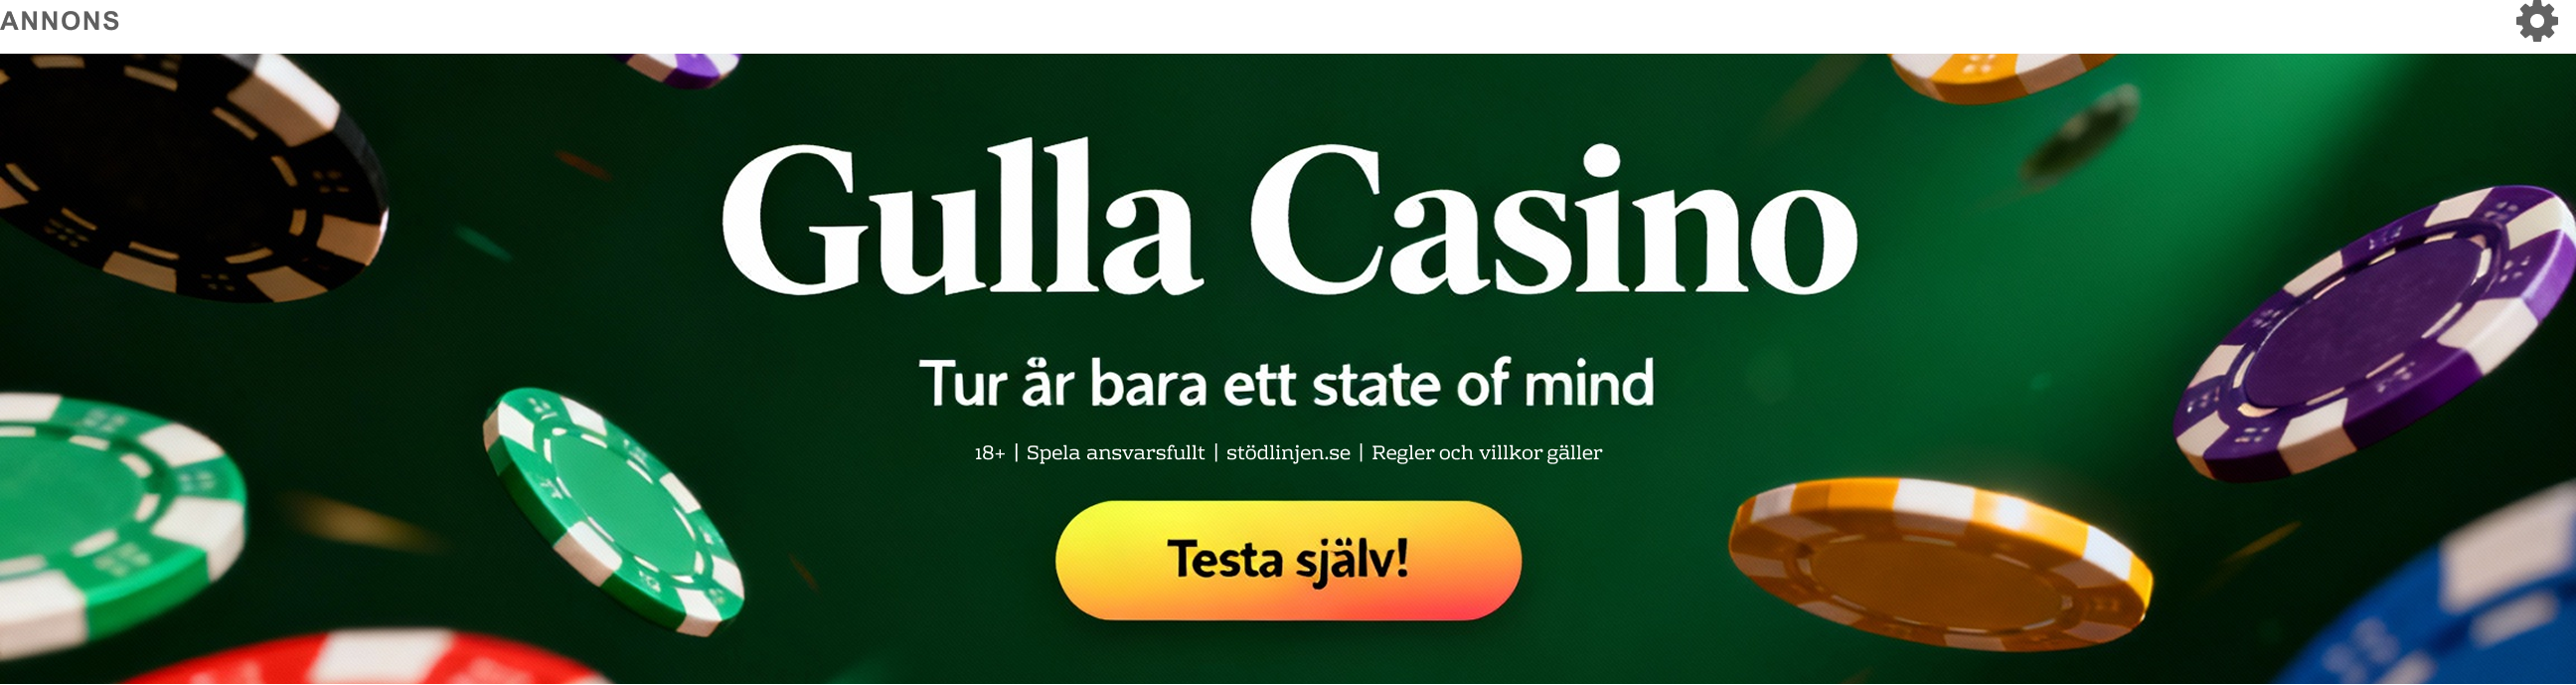 ANNONS
Gulla Casino
Tur år bara ett state of mind
18+ | Spela ansvarsfullt | stödlinjen.se | Regler och villkor gäller
Testa själv!